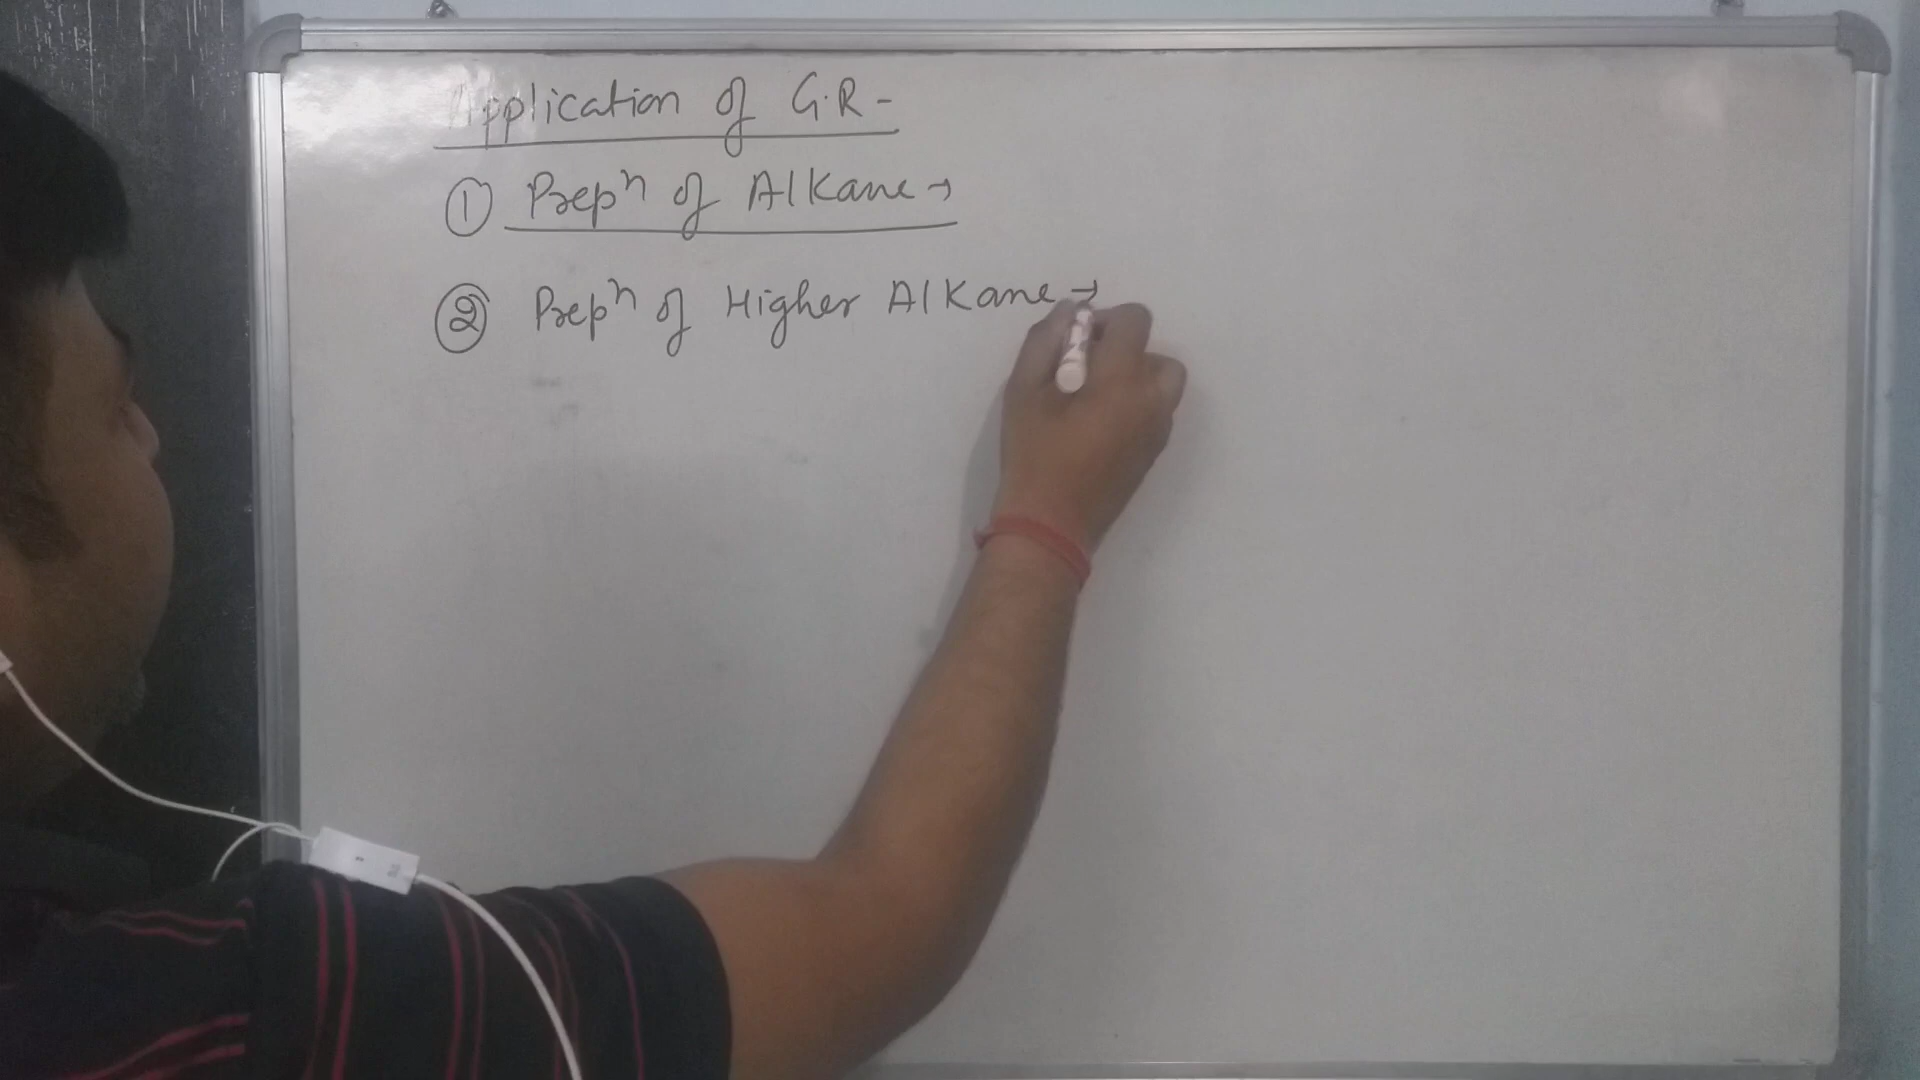 Application of G.R -
① Prepⁿ of Alkane →
② Prepⁿ of Higher Alkane →